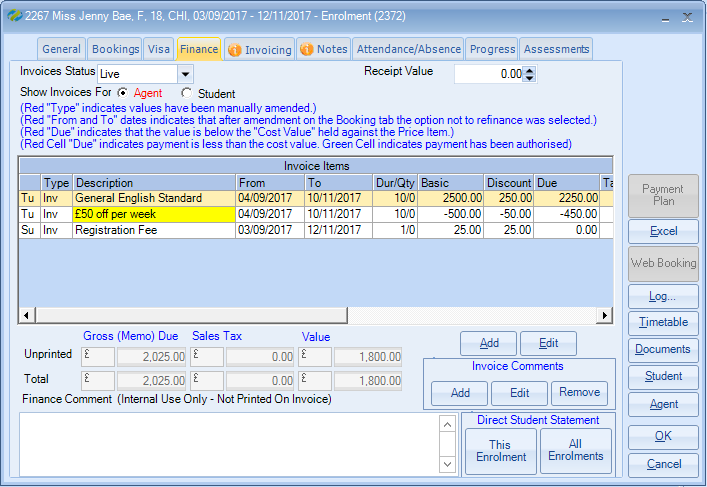 2267 Miss Jenny Bae, F, 18, CHI, 03/09/2017 - 12/11/2017 - Enrolment (2372)
General Bookings Visa Finance Invoicing Notes Attendance/Absence Progress Assessments
Invoices Status Live Receipt Value 0.00
Show Invoices For Agent Student
(Red "Type" indicates values have been manually amended.)
(Red "From and To" dates indicates that after amendment on the Booking tab the option not to refinance was selected.)
(Red "Due" indicates that the value is below the "Cost Value" held against the Price Item.)
(Red Cell "Due" indicates payment is less than the cost value. Green Cell indicates payment has been authorised)
Invoice Items
Type Description From To Dur/Qty Basic Discount Due Ta
Tu Inv General English Standard 04/09/2017 10/11/2017 10/0 2500.00 250.00 2250.00
Tu Inv £50 off per week 04/09/2017 10/11/2017 10/0 -500.00 -50.00 -450.00
Su Inv Registration Fee 03/09/2017 12/11/2017 1/0 25.00 25.00 0.00
Gross (Memo) Due Sales Tax Value
Unprinted £ 2,025.00 £ 0.00 £ 1,800.00
Total £ 2,025.00 £ 0.00 £ 1,800.00
Finance Comment (Internal Use Only - Not Printed On Invoice)
Add Edit
Invoice Comments
Add Edit Remove
Direct Student Statement
This Enrolment
All Enrolments
Payment Plan
Excel
Web Booking
Log...
Timetable
Documents
Student
Agent
OK
Cancel